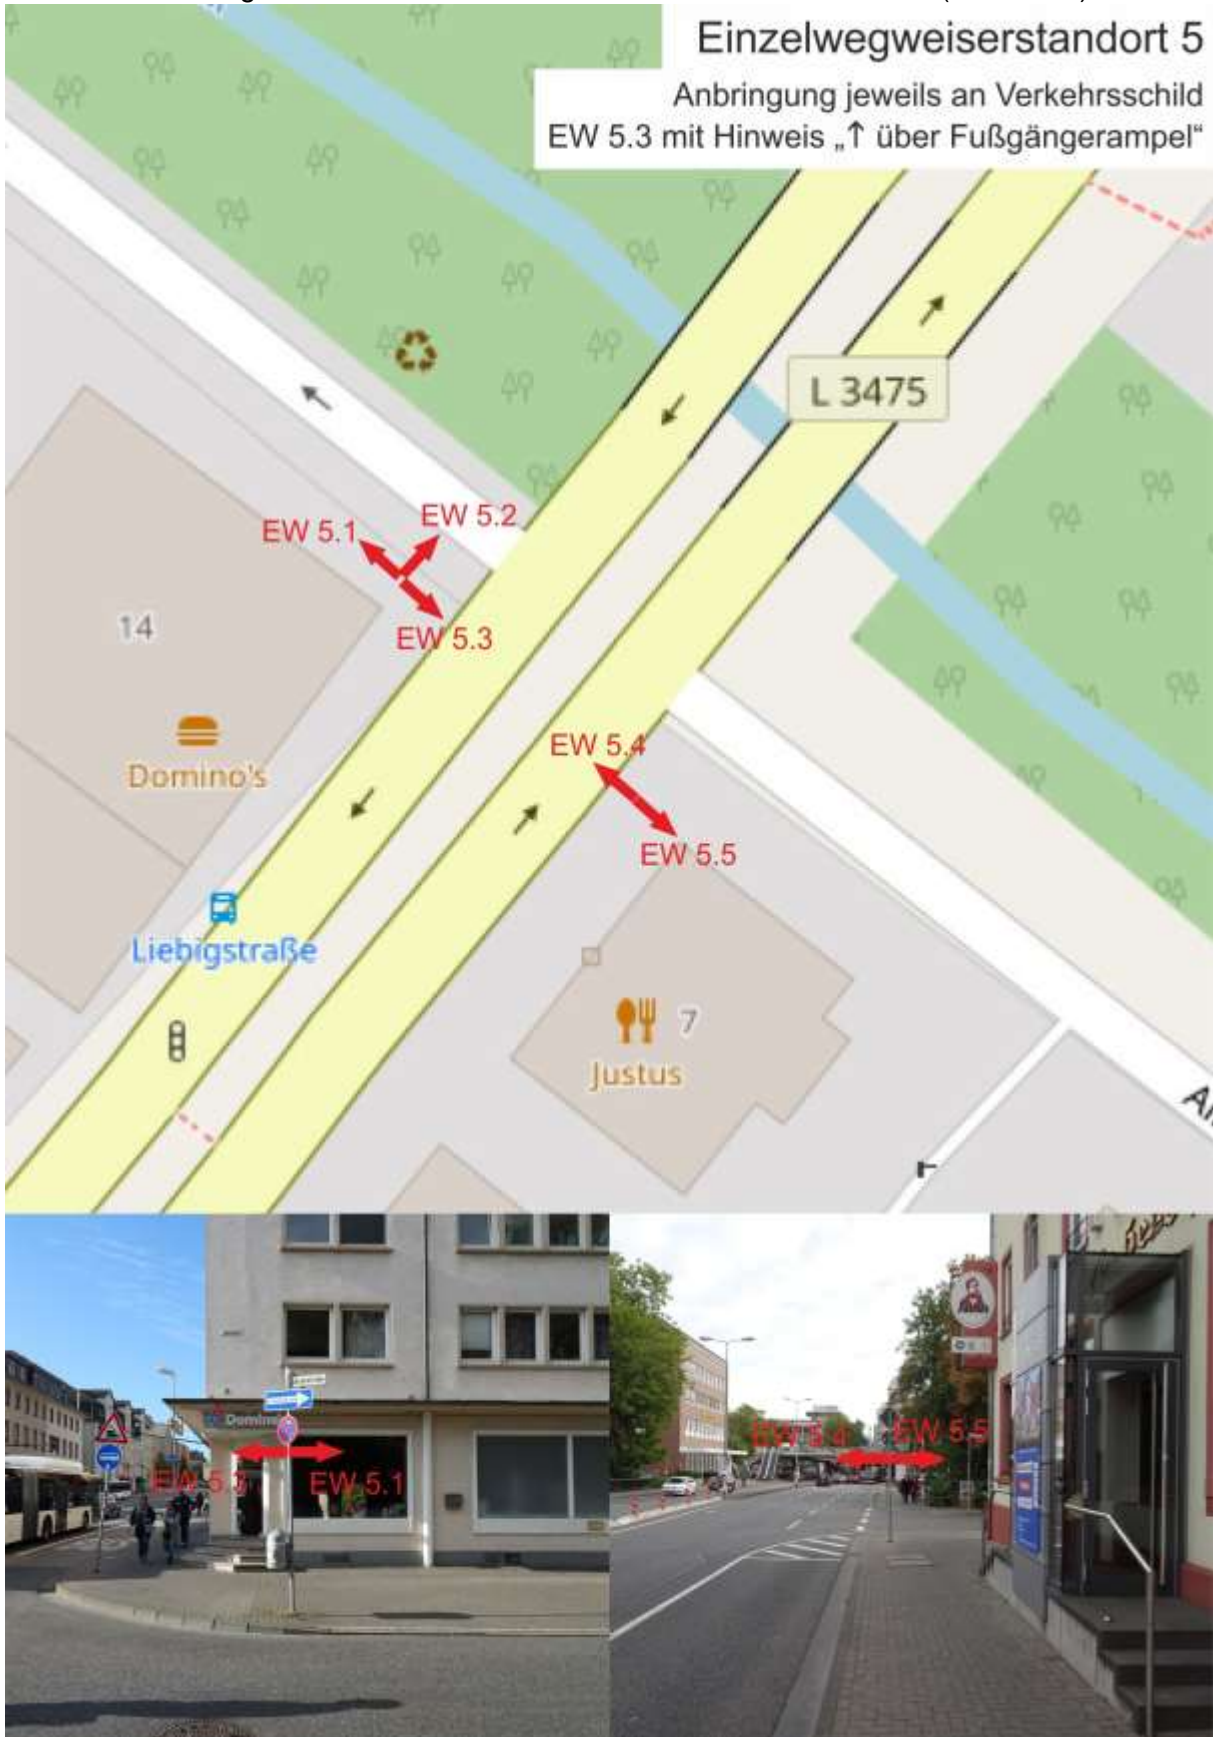 Einzelwegweiserstandort 5
Anbringung jeweils an Verkehrsschild
EW 5.3 mit Hinweis „↑ über Fußgängerampel“
L 3475
EW 5.1
EW 5.2
EW 5.3
14
Domino's
EW 5.4
EW 5.5
Liebigstraße
7
Justus
EW 5.3
EW 5.1
EW 5.4
EW 5.5